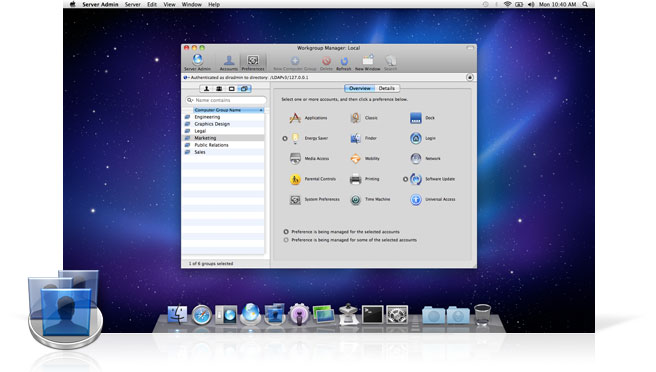 Server Admin Server Edit View Window Help Mon 10:40 AM
Workgroup Manager: Local
Server Admin Accounts Preferences New Computer Group Delete Refresh New Window Search
Authenticated as diradmin to directory: /LDAPv3/127.0.0.1
Overview Details
Name contains
Select one or more accounts, and then click a preference below.
Computer Group Name
Engineering
Graphics Design
Legal
Marketing
Public Relations
Sales
Applications Classic Dock
Energy Saver Finder Login
Media Access Mobility Network
Parental Controls Printing Software Update
System Preferences Time Machine Universal Access
Preference is being managed for the selected accounts
Preference is being managed for some of the selected accounts
1 of 6 groups selected